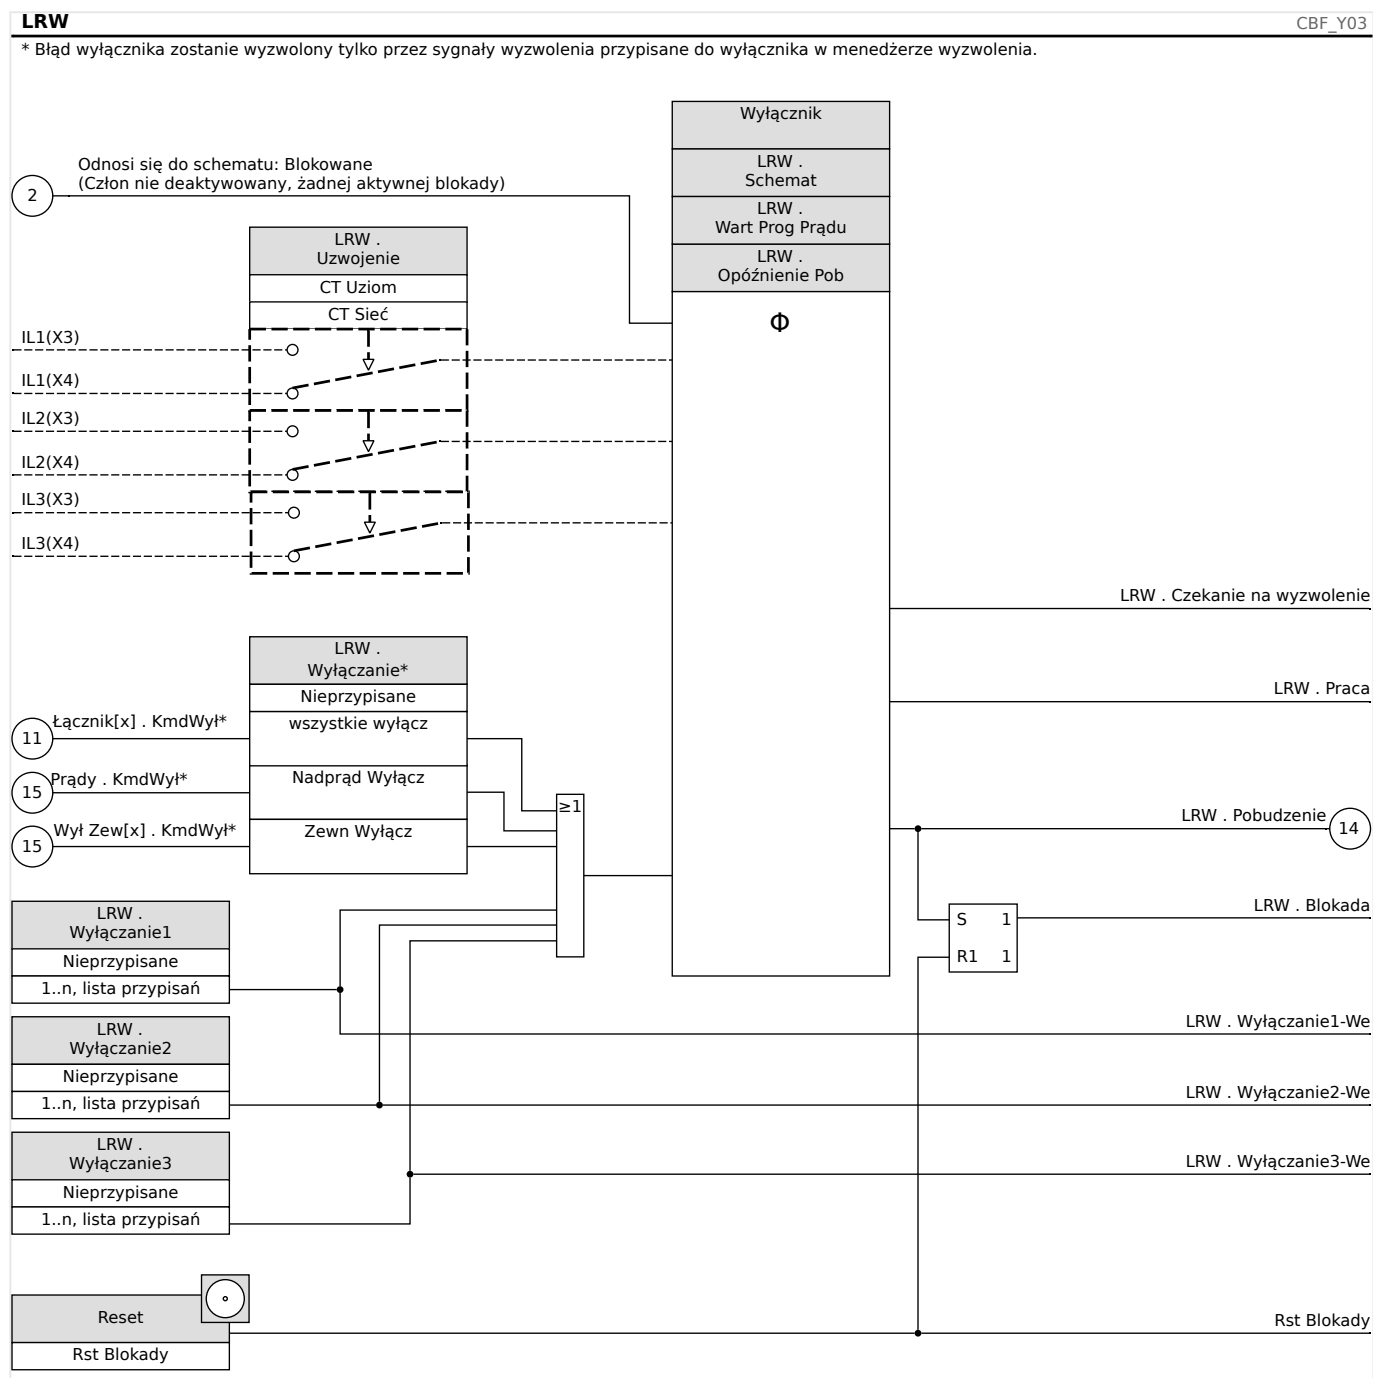 LRW
CBF_Y03
* Błąd wyłącznika zostanie wyzwolony tylko przez sygnały wyzwolenia przypisane do wyłącznika w menedżerze wyzwolenia.
Wyłącznik
LRW .
Schemat
LRW .
Wart Prog Prądu
LRW .
Opóźnienie Pob
Φ
Odnosi się do schematu: Blokowane
(Człon nie deaktywowany, żadnej aktywnej blokady)
2
LRW .
Uzwojenie
CT Uziom
CT Sieć
IL1(X3)
IL1(X4)
IL2(X3)
IL2(X4)
IL3(X3)
IL3(X4)
LRW . Czekanie na wyzwolenie
LRW . Praca
LRW .
Wyłączanie*
Nieprzypisane
wszystkie wyłącz
Nadprąd Wyłącz
Zewn Wyłącz
11
Łącznik[x] . KmdWył*
15
Prądy . KmdWył*
15
Wył Zew[x] . KmdWył*
≥1
LRW . Pobudzenie
14
LRW . Blokada
S 1
R1 1
LRW .
Wyłączanie1
Nieprzypisane
1..n, lista przypisań
LRW . Wyłączanie1-We
LRW .
Wyłączanie2
Nieprzypisane
1..n, lista przypisań
LRW . Wyłączanie2-We
LRW .
Wyłączanie3
Nieprzypisane
1..n, lista przypisań
LRW . Wyłączanie3-We
Reset
Rst Blokady
Rst Blokady